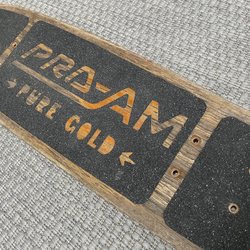 PRO-AM
→ PURE GOLD ←